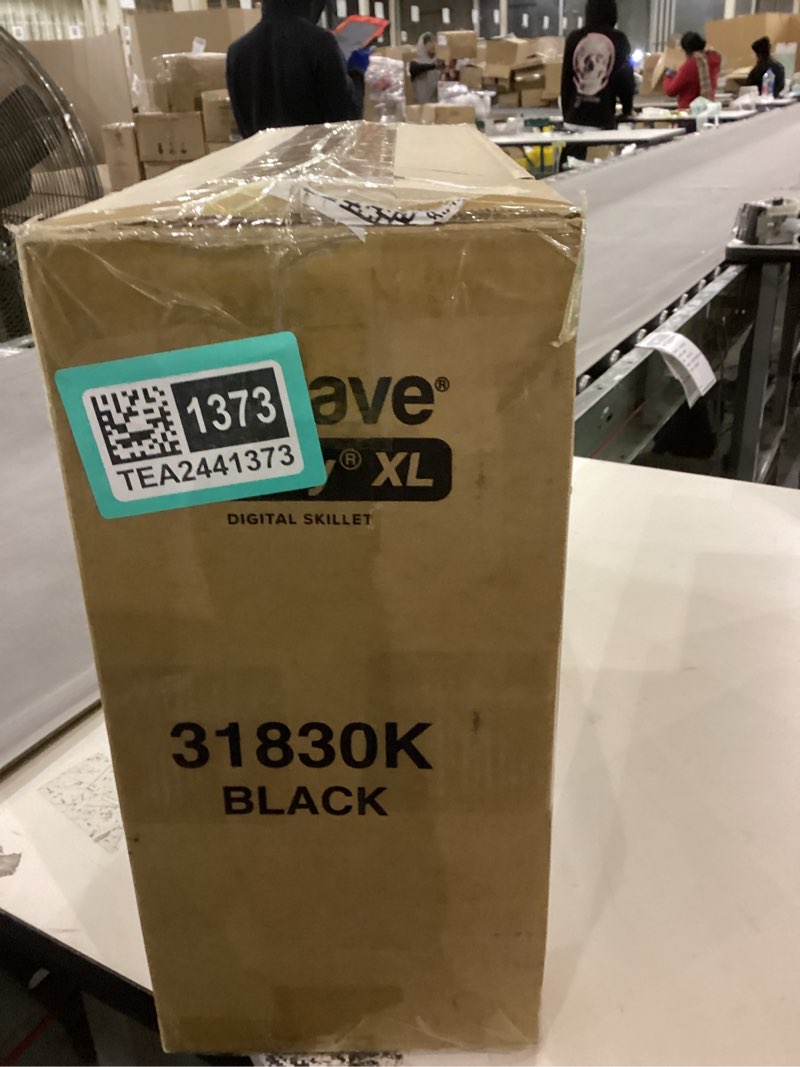 1373
TEA2441373
ave®
y® XL
DIGITAL SKILLET
31830K
BLACK